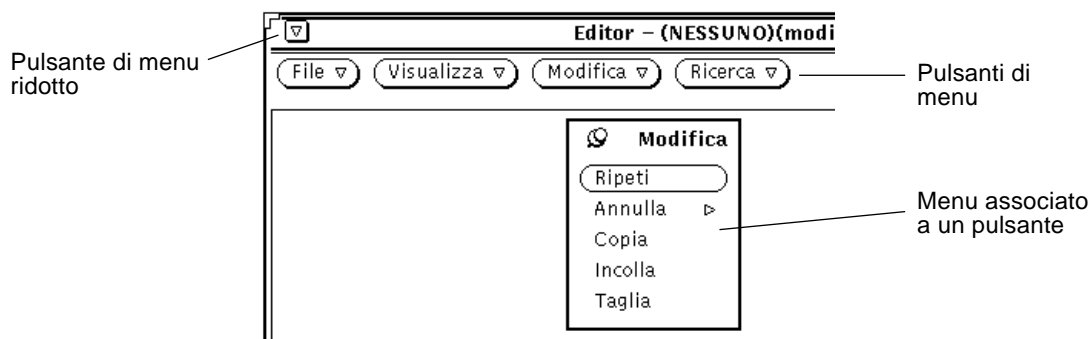 Editor – (NESSUNO)(modi
Pulsante di menu
ridotto
File
Visualizza
Modifica
Ricerca
Pulsanti di
menu
Modifica
Ripeti
Annulla
Copia
Incolla
Taglia
Menu associato
a un pulsante